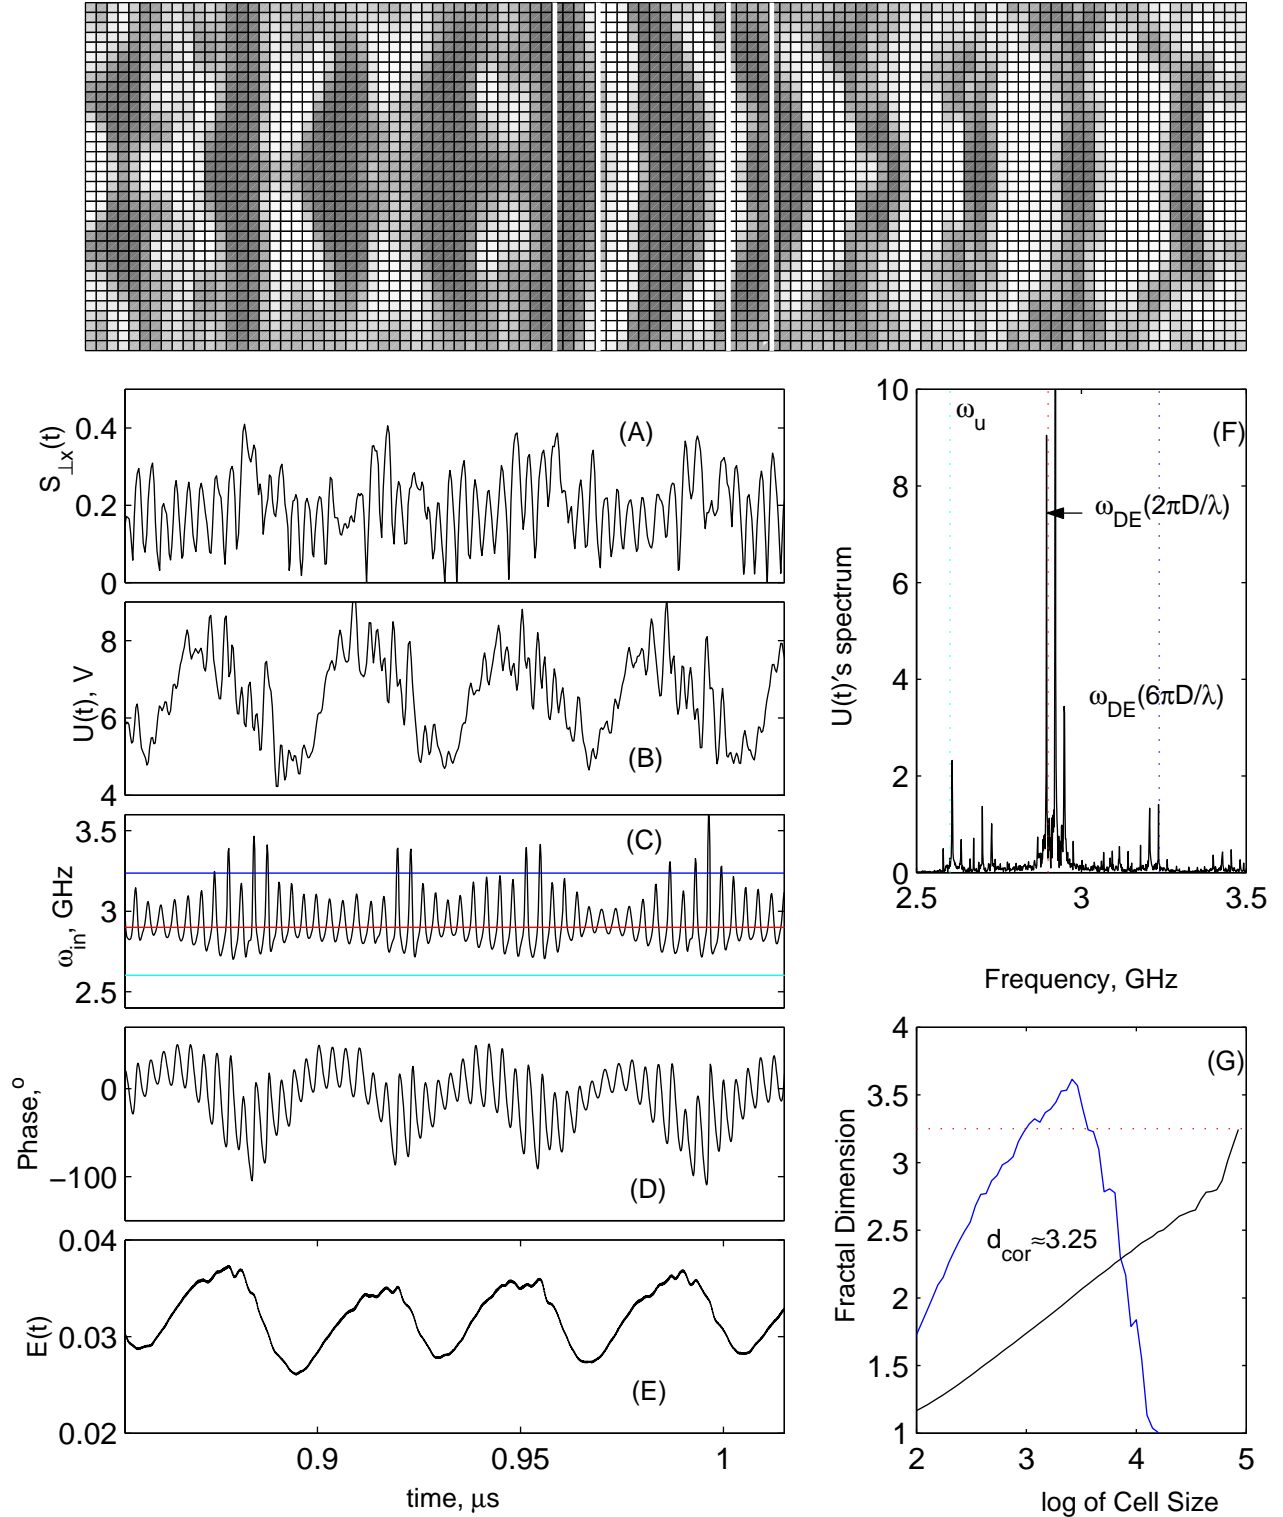 S⊥x(t)
0.4
0.2
0
(A)
U(t), V
8
6
4
(B)
ωin, GHz
3.5
3
2.5
(C)
Phase,o
0
−100
(D)
E(t)
0.04
0.03
0.02
(E)
0.9
0.95
1
time, μs
U(t)′s spectrum
10
8
6
4
2
0
ωu
(F)
ωDE(2πD/λ)
ωDE(6πD/λ)
2.5
3
3.5
Frequency, GHz
Fractal Dimension
4
3.5
3
2.5
2
1.5
1
(G)
dcor≈3.25
2
3
4
5
log of Cell Size